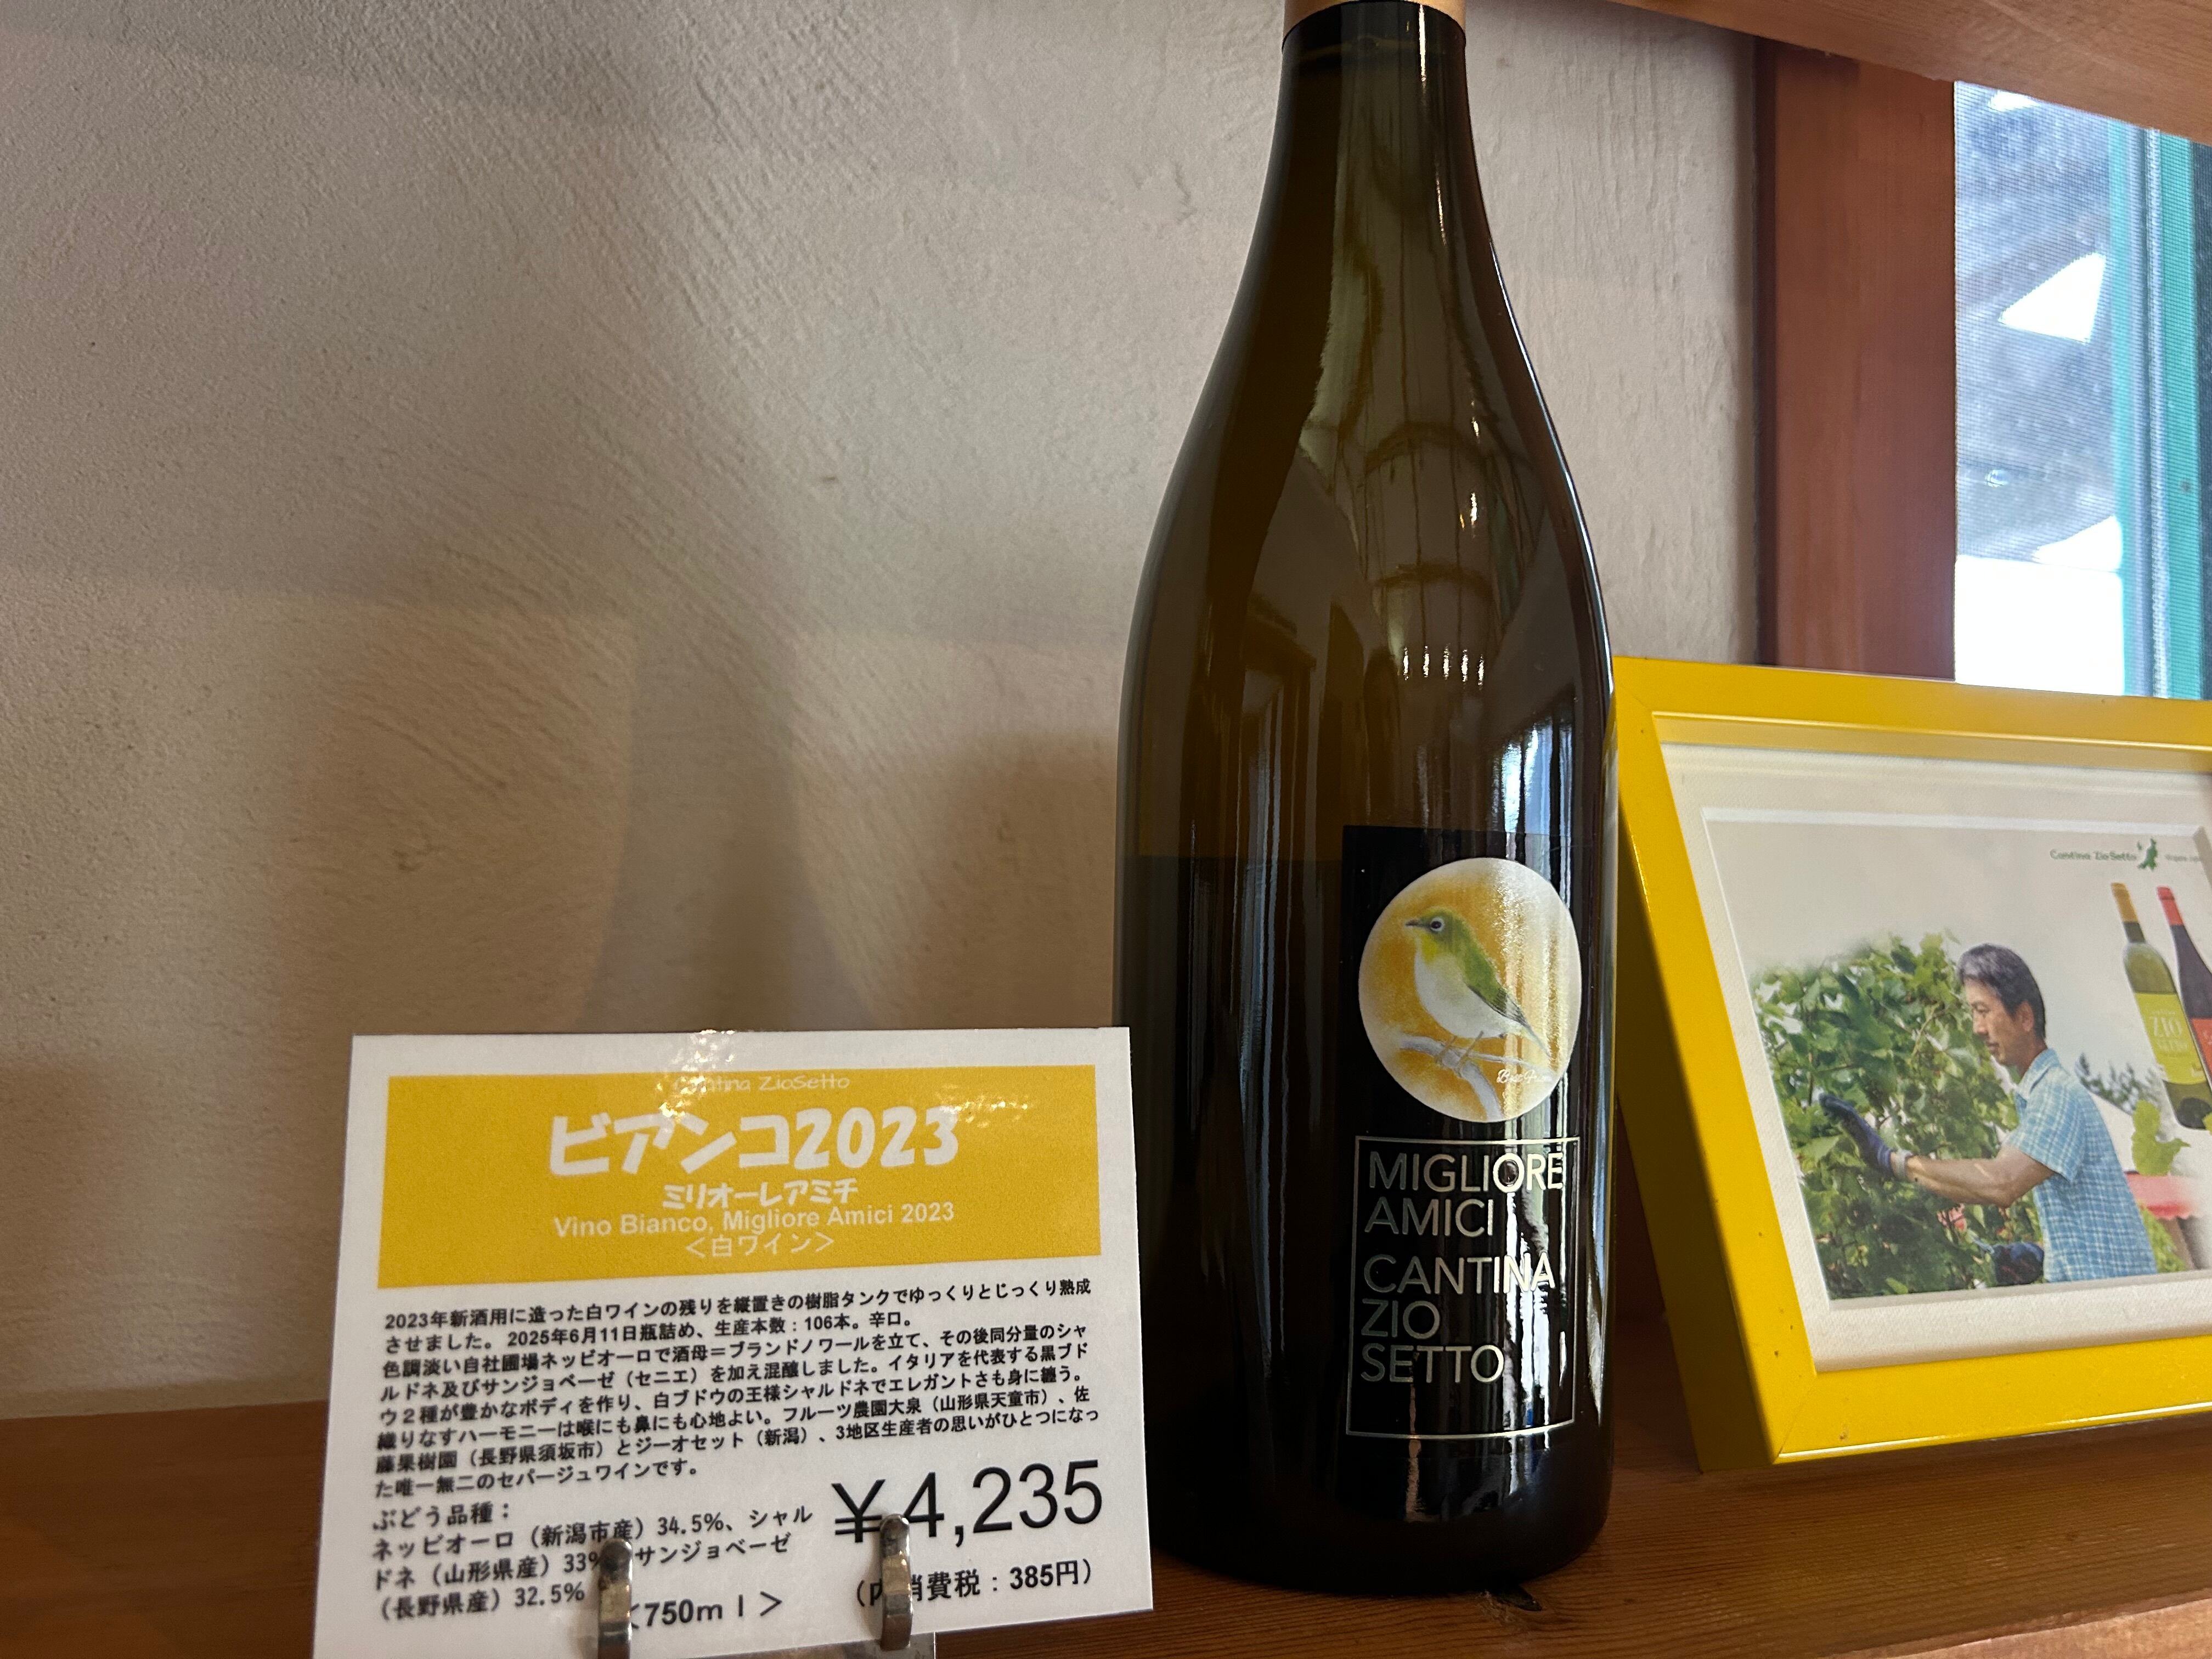 Cantina ZioSetto
ビアンコ2023
ミリオーレアミチ
Vino Bianco, Migliore Amici 2023
＜白ワイン＞
2023年新酒用に造った白ワインの残りを縦置きの樹脂タンクでゆっくりとじっくり熟成
させました。2025年6月11日瓶詰め、生産本数：106本。辛口。
色調淡い自社圃場ネッビオーロで酒母＝ブランドノワールを立て、その後同分量のシャ
ルドネ及びサンジョベーゼ（セニエ）を加え混醸しました。イタリアを代表する黒ブド
ウ２種が豊かなボディを作り、白ブドウの王様シャルドネでエレガントさも身に纏う。
織りなすハーモニーは喉にも鼻にも心地よい。フルーツ農園大泉（山形県天童市）、佐
藤果樹園（長野県須坂市）とジーオセット（新潟）、3地区生産者の思いがひとつになっ
た唯一無二のセパージュワインです。
ぶどう品種：
ネッビオーロ（新潟市産）34.5%、シャル
ドネ（山形県産）33% サンジョベーゼ
（長野県産）32.5%
＜750ｍｌ＞
¥4,235
（内消費税：385円）
MIGLIORE
AMICI
CANTINA
ZIO
SETTO
Cantina ZioSetto
ZIO